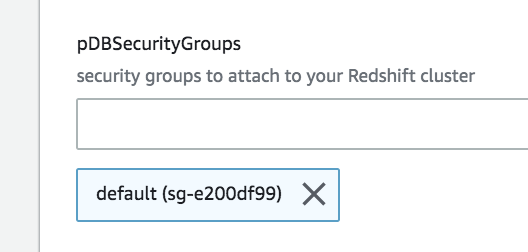 pDBSecurityGroups
security groups to attach to your Redshift cluster
default (sg-e200df99)